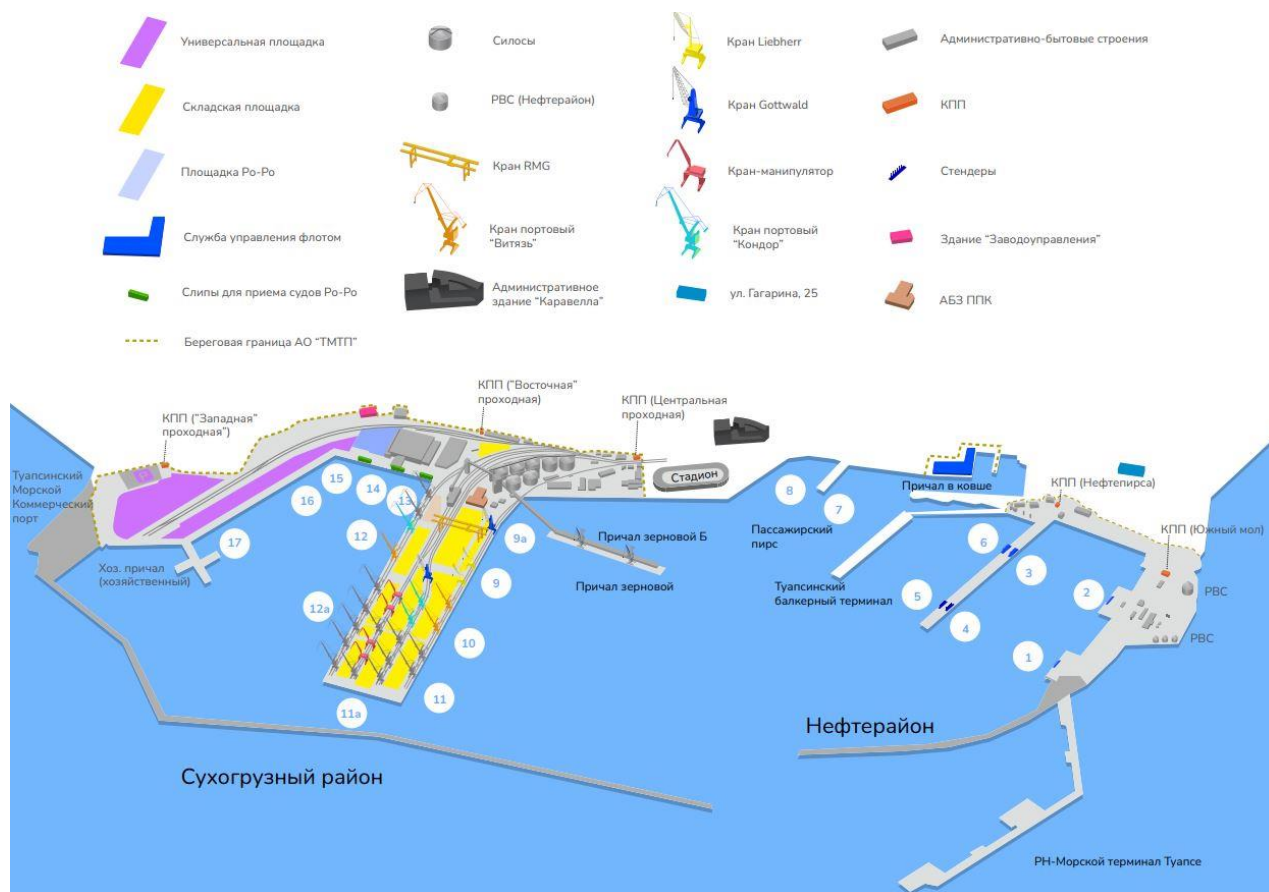 Универсальная площадка
Складская площадка
Площадка Ро-Ро
Служба управления флотом
Слипы для приема судов Ро-Ро
Береговая граница АО “ТМТП”
Силосы
РВС (Нефтерайон)
Кран RMG
Кран портовый
“Витязь”
Административное
здание “Каравелла”
Кран Liebherr
Кран Gottwald
Кран-манипулятор
Кран портовый
“Кондор”
ул. Гагарина, 25
Административно-бытовые строения
КПП
Стендеры
Здание “Заводоуправления”
АБЗ ППК
КПП (“Западная”
проходная”)
КПП (“Восточная”
проходная)
КПП (Центральная
проходная)
Стадион
Туапсинский
Морской
Коммерческий
порт
P
Хоз. причал
(хозяйственный)
17
16
15
14
13
12
12а
11а
11
10
9
9а
Причал зерновой Б
Причал зерновой
8
7
Пассажирский
пирс
Туапсинский
балкерный терминал
Причал в ковше
КПП (Нефтепирса)
КПП (Южный мол)
6
3
5
4
2
1
РВС
РВС
Сухогрузный район
Нефтерайон
РН-Морской терминал Туапсе